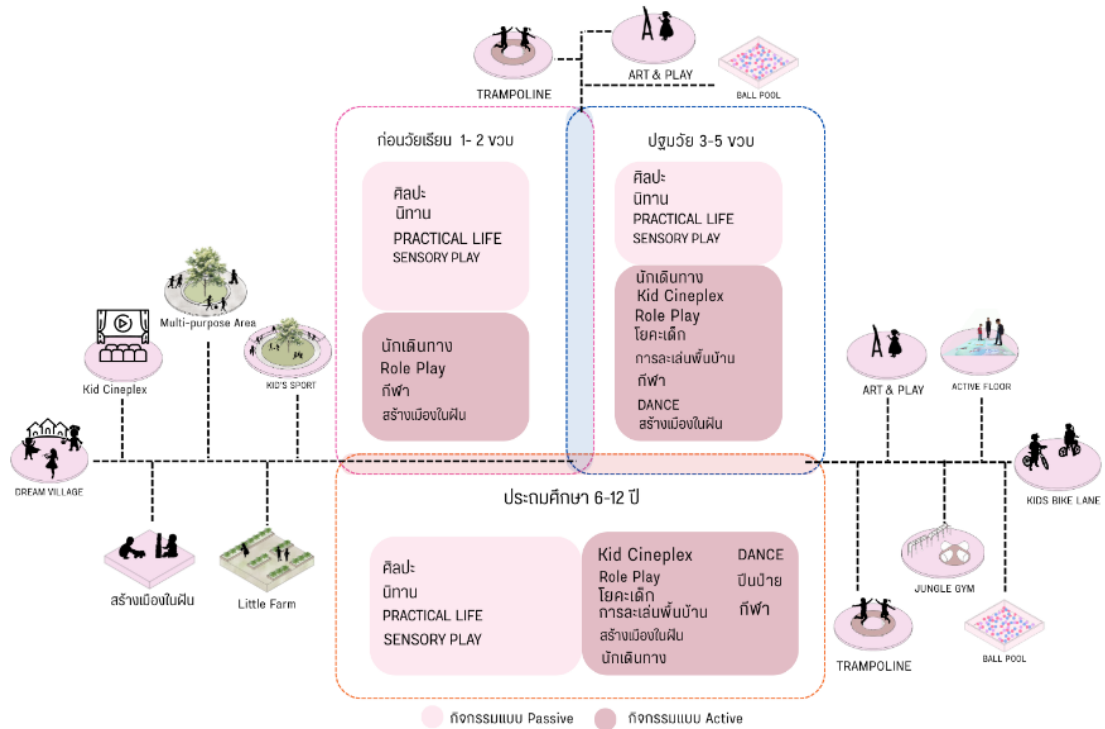 TRAMPOLINE
ART & PLAY
BALL POOL
ก่อนวัยเรียน 1- 2 ขวบ
ศิลปะ
นิทาน
PRACTICAL LIFE
SENSORY PLAY
นักเดินทาง
Role Play
กีฬา
สร้างเมืองในฝัน
ปฐมวัย 3-5 ขวบ
ศิลปะ
นิทาน
PRACTICAL LIFE
SENSORY PLAY
นักเดินทาง
Kid Cineplex
Role Play
โยคะเด็ก
การละเล่นพื้นบ้าน
กีฬา
DANCE
สร้างเมืองในฝัน
Multi-purpose Area
Kid Cineplex
KID'S SPORT
DREAM VILLAGE
สร้างเมืองในฝัน
Little Farm
ART & PLAY
ACTIVE FLOOR
KIDS BIKE LANE
JUNGLE GYM
TRAMPOLINE
BALL POOL
ประถมศึกษา 6-12 ปี
ศิลปะ
นิทาน
PRACTICAL LIFE
SENSORY PLAY
Kid Cineplex
Role Play
โยคะเด็ก
การละเล่นพื้นบ้าน
สร้างเมืองในฝัน
นักเดินทาง
DANCE
ปีนป่าย
กีฬา
กิจกรรมแบบ Passive
กิจกรรมแบบ Active